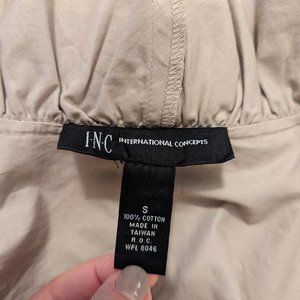 I·N·C INTERNATIONAL CONCEPTS
S
100% COTTON
MADE IN
TAIWAN
R.O.C.
WPL 8046